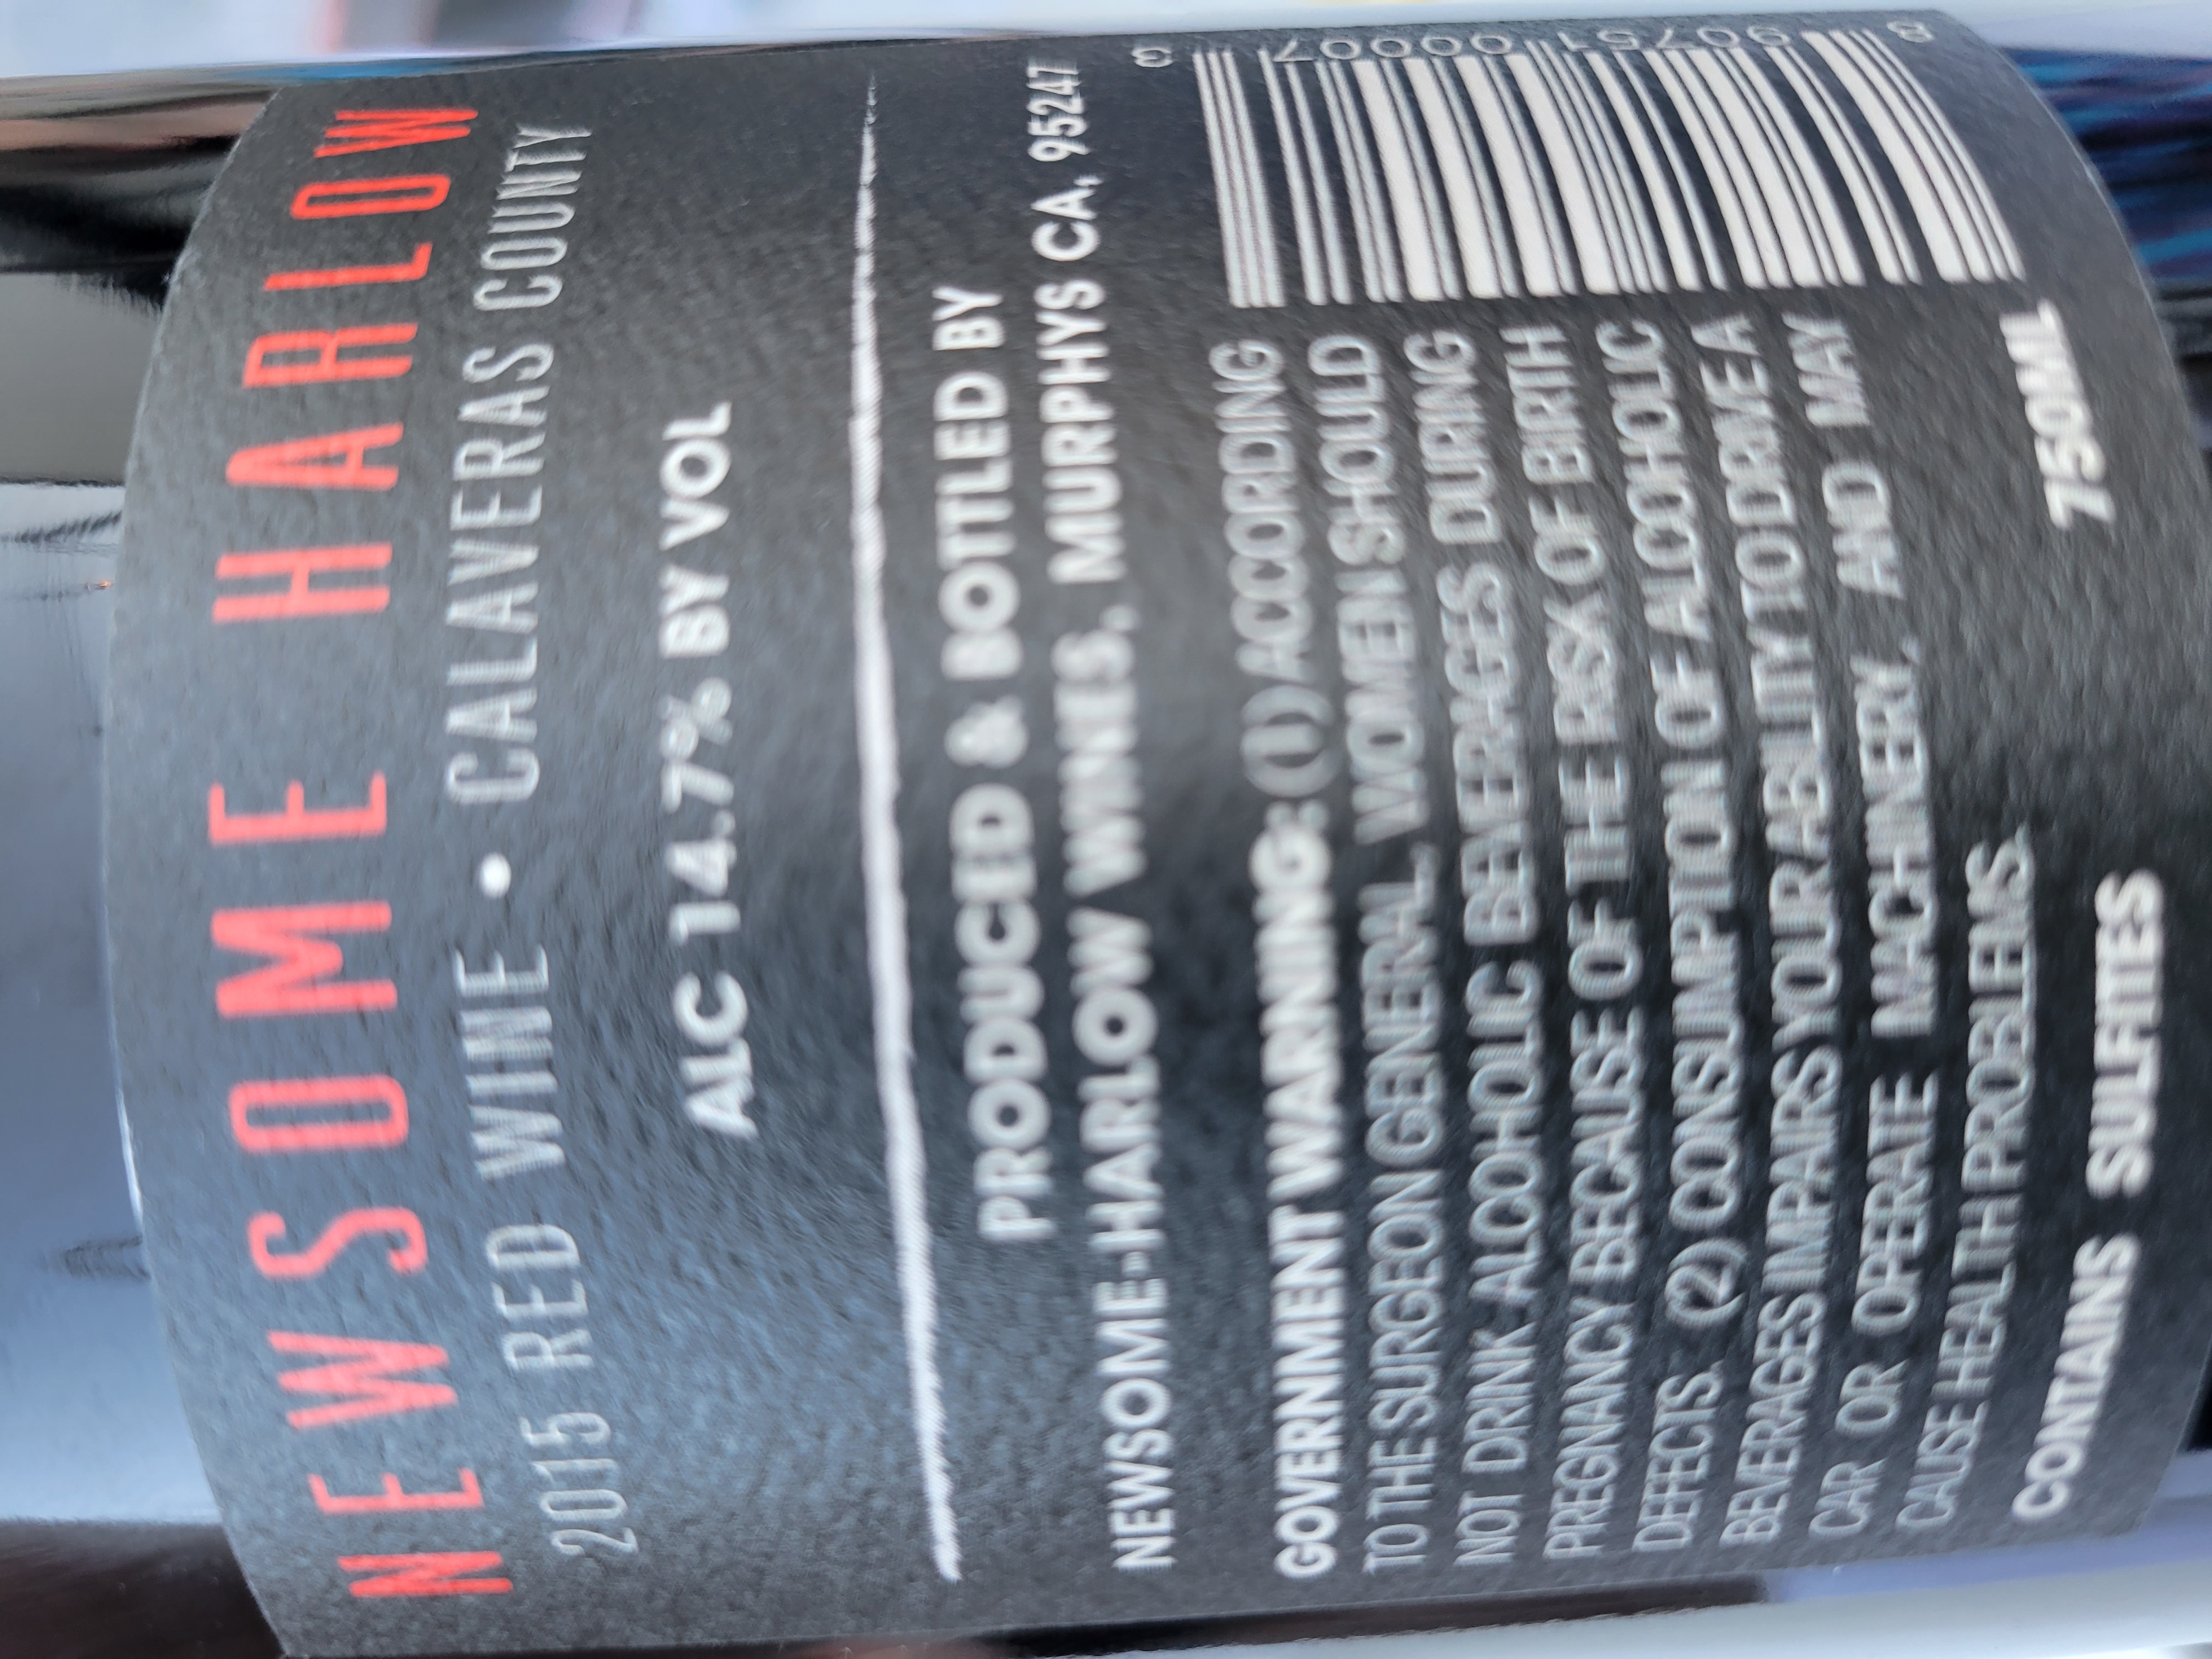 NEWSOME HARLOW
2015 RED WINE • CALAVERAS COUNTY
ALC 14.7% BY VOL
PRODUCED & BOTTLED BY
NEWSOME-HARLOW WINES, MURPHYS CA, 95247
GOVERNMENT WARNING: (1) ACCORDING
TO THE SURGEON GENERAL, WOMEN SHOULD
NOT DRINK ALCOHOLIC BEVERAGES DURING
PREGNANCY BECAUSE OF THE RISK OF BIRTH
DEFECTS. (2) CONSUMPTION OF ALCOHOLIC
BEVERAGES IMPAIRS YOUR ABILITY TO DRIVE A
CAR OR OPERATE MACHINERY, AND MAY
CAUSE HEALTH PROBLEMS.
CONTAINS SULFITES 750ML